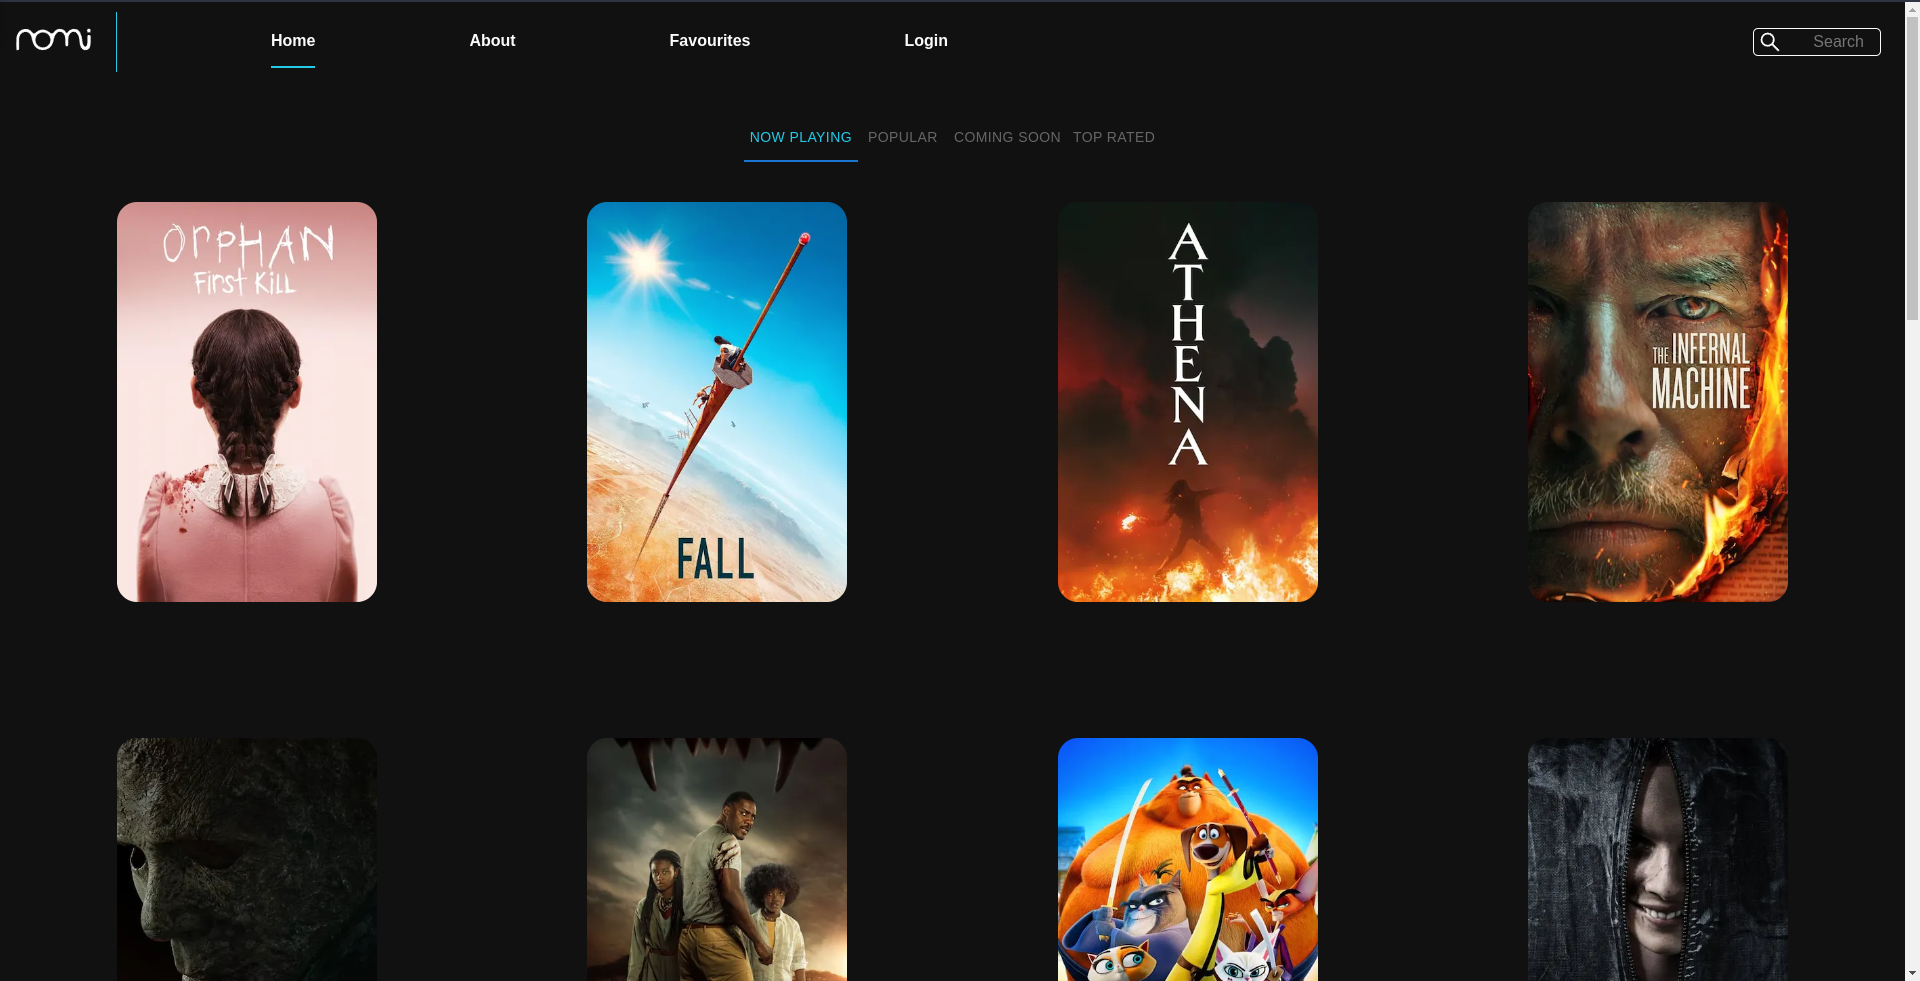 nomi
Home
About
Favourites
Login
Search
NOW PLAYING
POPULAR
COMING SOON
TOP RATED
OrPHAN
First Kill
FALL
ATHENA
THE INFERNAL
MACHINE